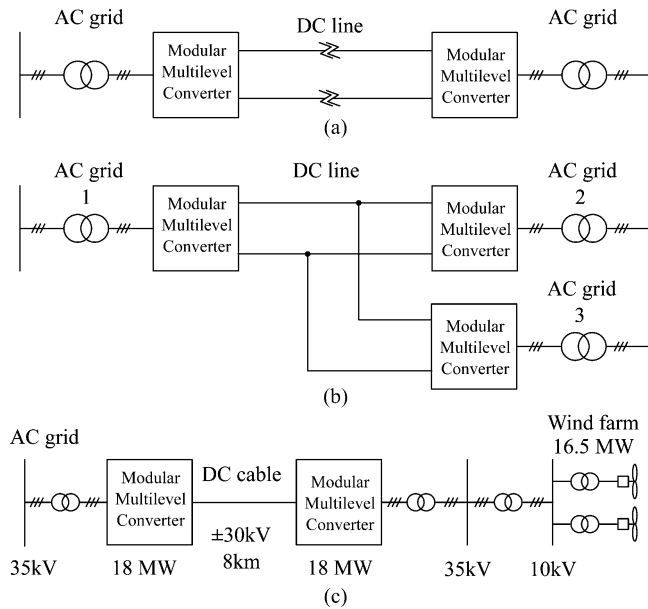 AC grid
DC line
AC grid
Modular
Multilevel
Converter
Modular
Multilevel
Converter
(a)
AC grid
1
DC line
AC grid
2
Modular
Multilevel
Converter
Modular
Multilevel
Converter
AC grid
3
Modular
Multilevel
Converter
(b)
AC grid
Wind farm
16.5 MW
Modular
Multilevel
Converter
DC cable
Modular
Multilevel
Converter
±30kV
8km
35kV
18 MW
18 MW
35kV
10kV
(c)